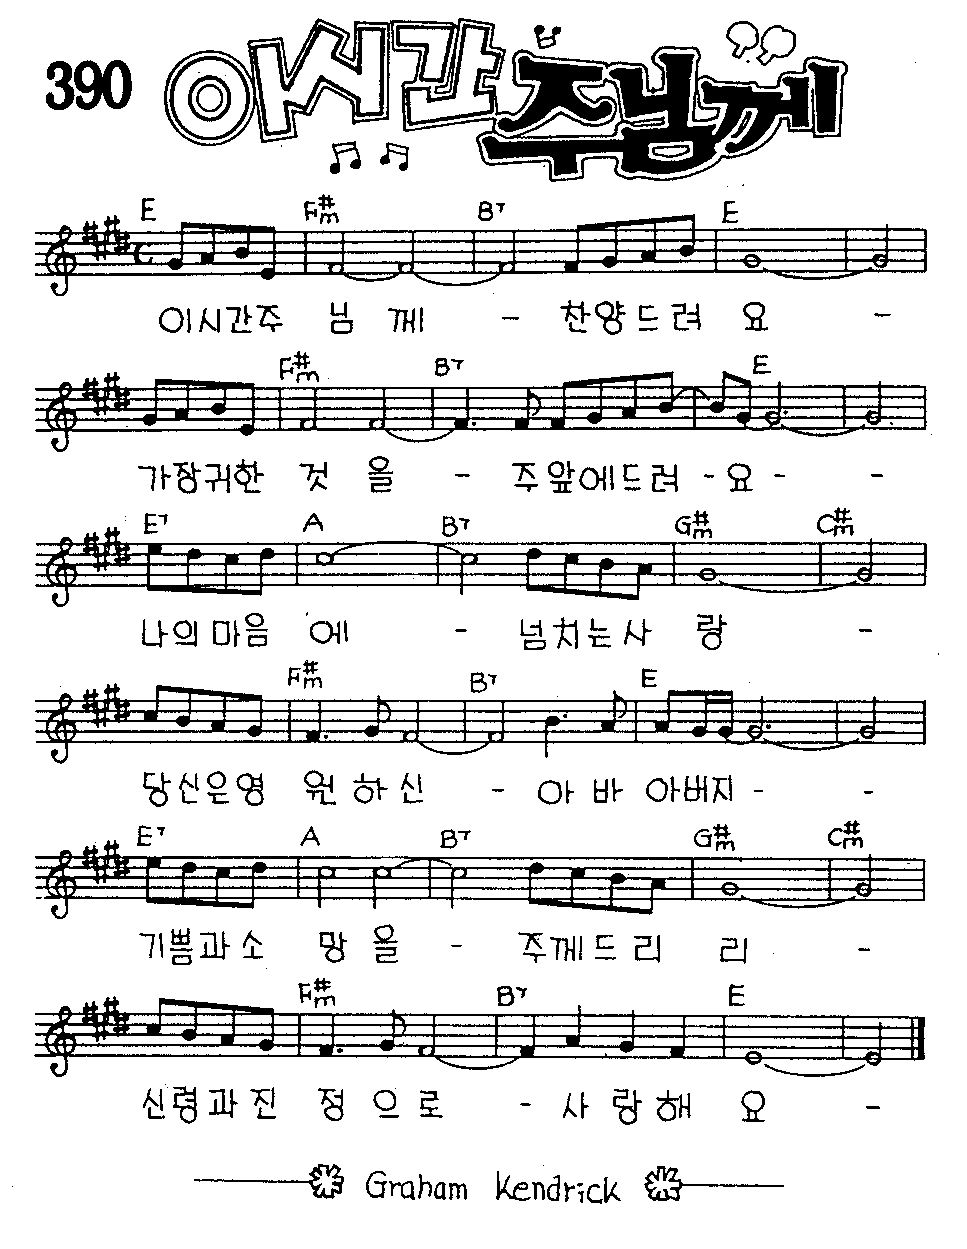 390 이시간 주님께
E F#m B7 E
이시간주 님 께 - 찬양드려 요 -
F#m B7 E
가장귀한 것 을 - 주앞에드려 - 요 - -
E7 A B7 G#m C#m
나의마음 에 - 넘치는사 랑 -
F#m B7 E
당신은영 원하신 - 아 바 아버지 - -
E7 A B7 G#m C#m
기쁨과소 망 을 - 주께드리 리 -
F#m B7 E
신령과진 정 으 로 - 사 랑 해 요 -
Graham Kendrick